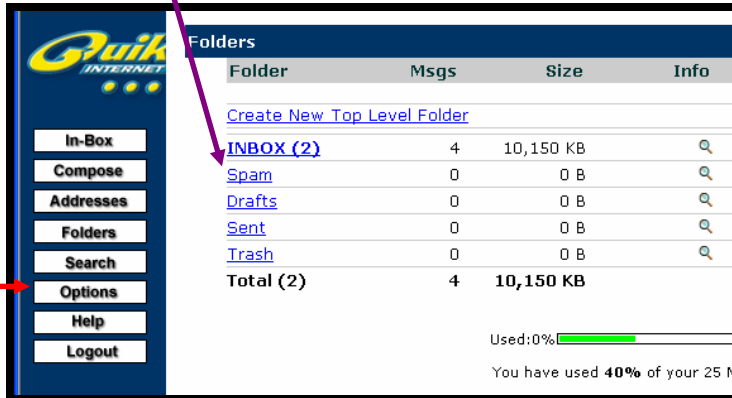 Quik
INTERNET
In-Box
Compose
Addresses
Folders
Search
Options
Help
Logout
Folders
Folder Msgs Size Info
Create New Top Level Folder
INBOX (2) 4 10,150 KB
Spam 0 0 B
Drafts 0 0 B
Sent 0 0 B
Trash 0 0 B
Total (2) 4 10,150 KB
Used:0%
You have used 40% of your 25 M